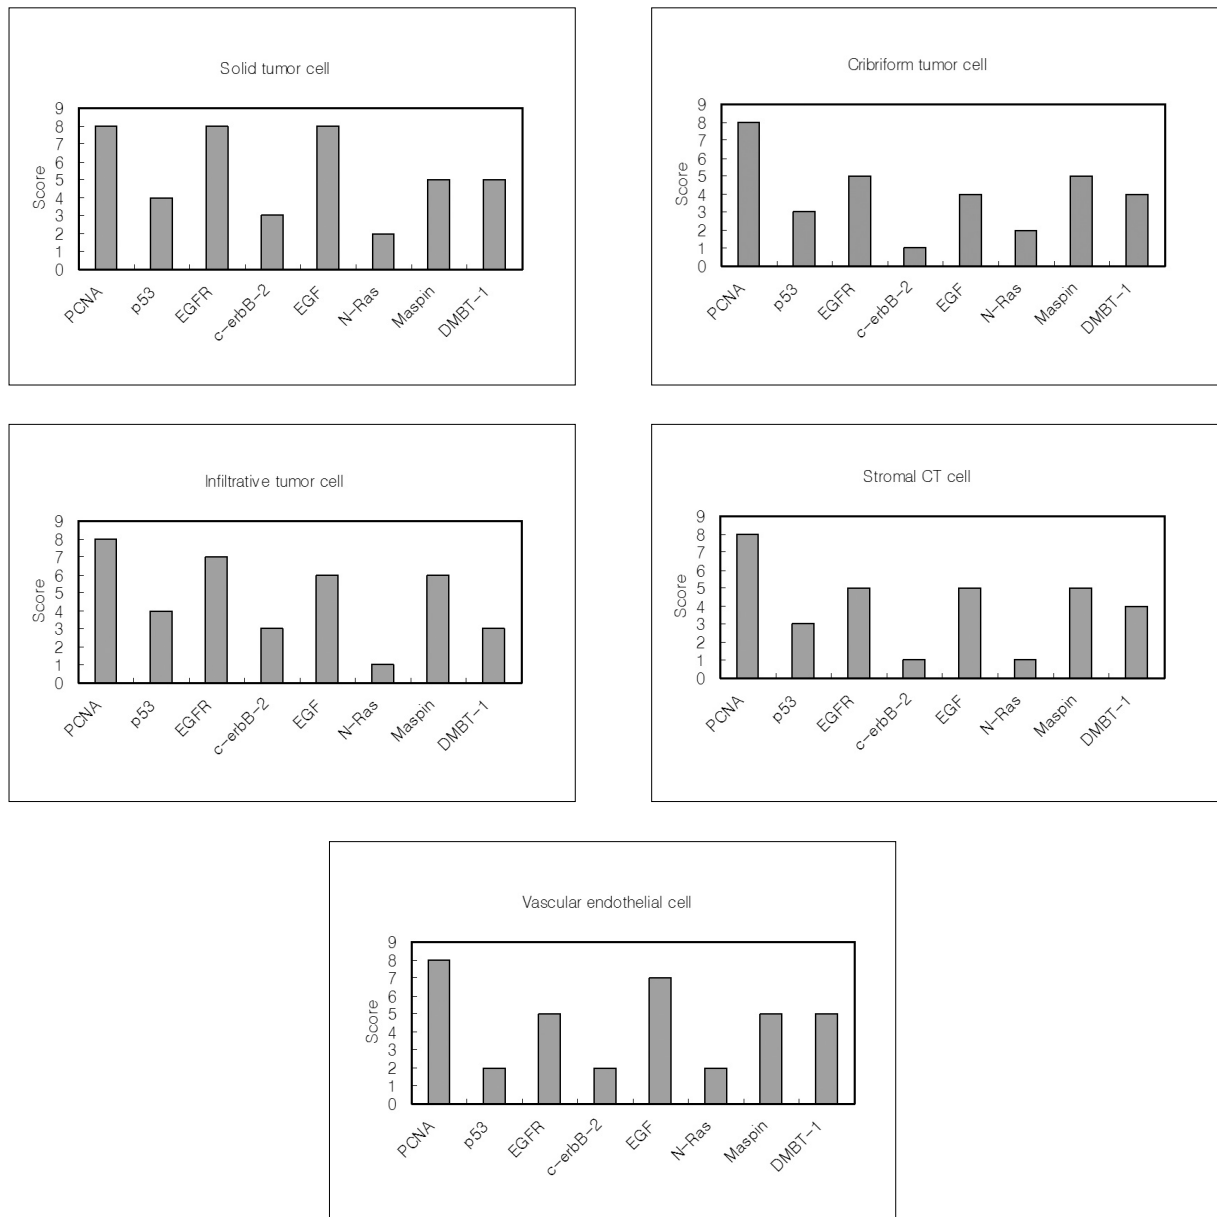 Solid tumor cell
9
8
7
6
5
4
3
2
1
0
Score
PCNA
p53
EGFR
c-erbB-2
EGF
N-Ras
Maspin
DMBT-1
Cribriform tumor cell
9
8
7
6
5
4
3
2
1
0
Score
PCNA
p53
EGFR
c-erbB-2
EGF
N-Ras
Maspin
DMBT-1
Infiltrative tumor cell
9
8
7
6
5
4
3
2
1
0
Score
PCNA
p53
EGFR
c-erbB-2
EGF
N-Ras
Maspin
DMBT-1
Stromal CT cell
9
8
7
6
5
4
3
2
1
0
Score
PCNA
p53
EGFR
c-erbB-2
EGF
N-Ras
Maspin
DMBT-1
Vascular endothelial cell
9
8
7
6
5
4
3
2
1
0
Score
PCNA
p53
EGFR
c-erbB-2
EGF
N-Ras
Maspin
DMBT-1